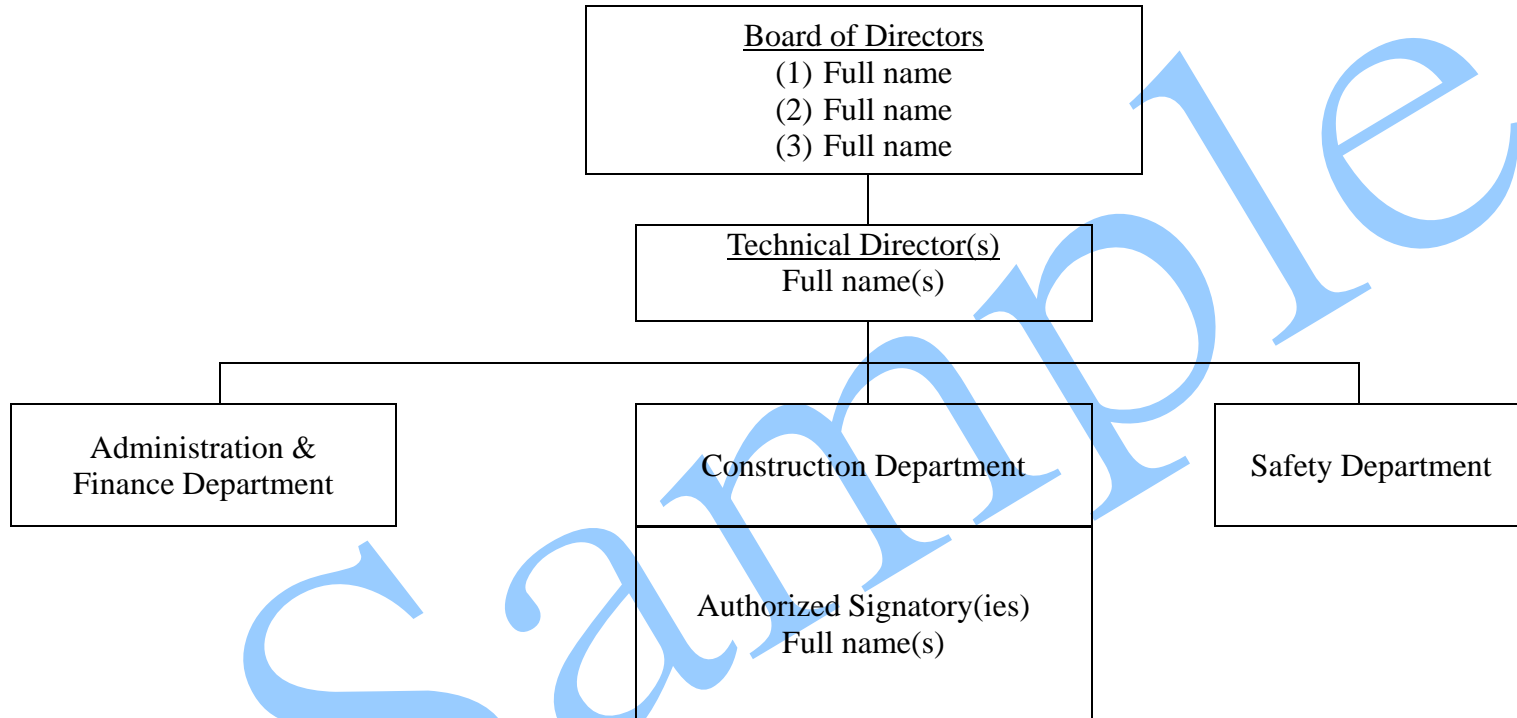 Board of Directors
(1) Full name
(2) Full name
(3) Full name
Technical Director(s)
Full name(s)
Administration &
Finance Department
Construction Department
Safety Department
Authorized Signatory(ies)
Full name(s)
Sample